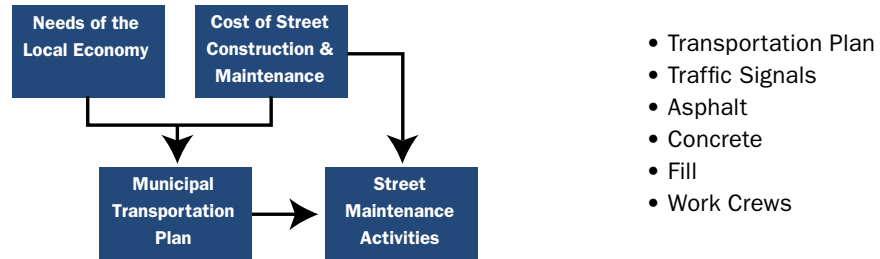 Needs of the
Local Economy
Cost of Street
Construction &
Maintenance
Municipal
Transportation
Plan
Street
Maintenance
Activities
• Transportation Plan
• Traffic Signals
• Asphalt
• Concrete
• Fill
• Work Crews